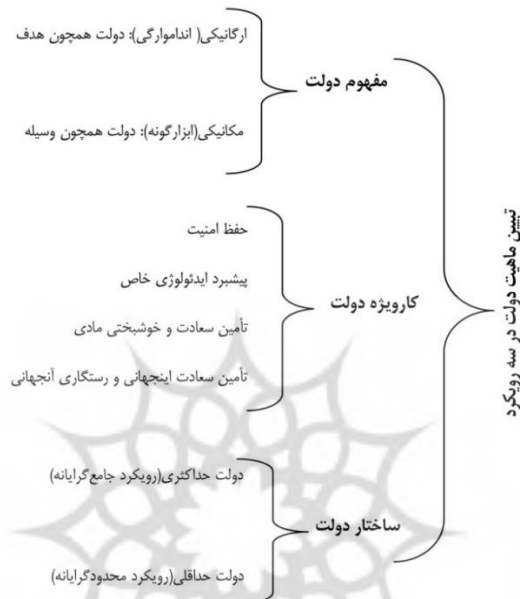 تبیین ماهیت دولت در سه رویکرد
مفهوم دولت
ارگانیکی( انداموارگی): دولت همچون هدف
مکانیکی(ابزارگونه): دولت همچون وسیله
کارویژه دولت
حفظ امنیت
پیشبرد ایدئولوژی خاص
تأمین سعادت و خوشبختی مادی
تأمین سعادت اینجهانی و رستگاری آنجهانی
ساختار دولت
دولت حداکثری(رویکرد جامع‌گرایانه)
دولت حداقلی(رویکرد محدودگرایانه)